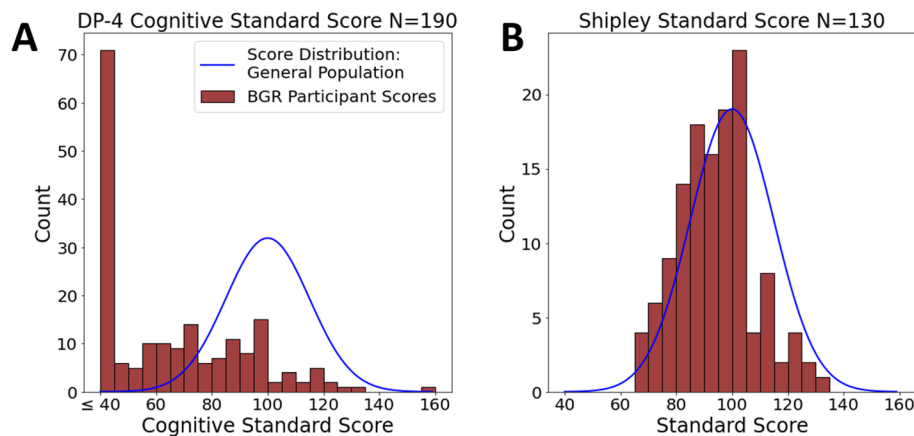 A
DP-4 Cognitive Standard Score N=190
Score Distribution:
General Population
BGR Participant Scores
70
60
50
40
30
20
10
0
Count
≤ 40 60 80 100 120 140 160
Cognitive Standard Score
B
Shipley Standard Score N=130
20
15
10
5
0
Count
40 60 80 100 120 140 160
Standard Score